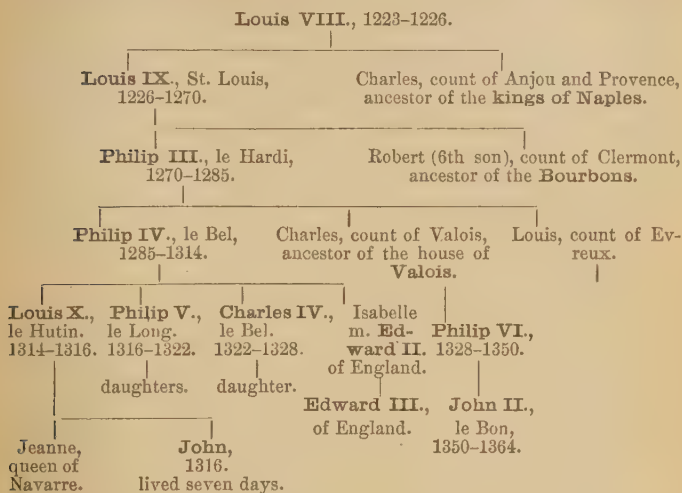 Louis VIII., 1223–1226.
Louis IX., St. Louis, Charles, count of Anjou and Provence,
1226–1270. ancestor of the kings of Naples.
Philip III., le Hardi, Robert (6th son), count of Clermont,
1270–1285. ancestor of the Bourbons.
Philip IV., le Bel, Charles, count of Valois, Louis, count of Ev-
1285–1314. ancestor of the house of reux.
Valois.
Louis X., Philip V., Charles IV., Isabelle
le Hutin. le Long. le Bel. m. Ed- Philip VI.,
1314–1316. 1316–1322. 1322–1328. ward II. 1328–1350.
of England.
daughters. daughter.
Edward III., John II.,
of England. le Bon,
Jeanne, John, 1350–1364.
queen of 1316.
Navarre. lived seven days.